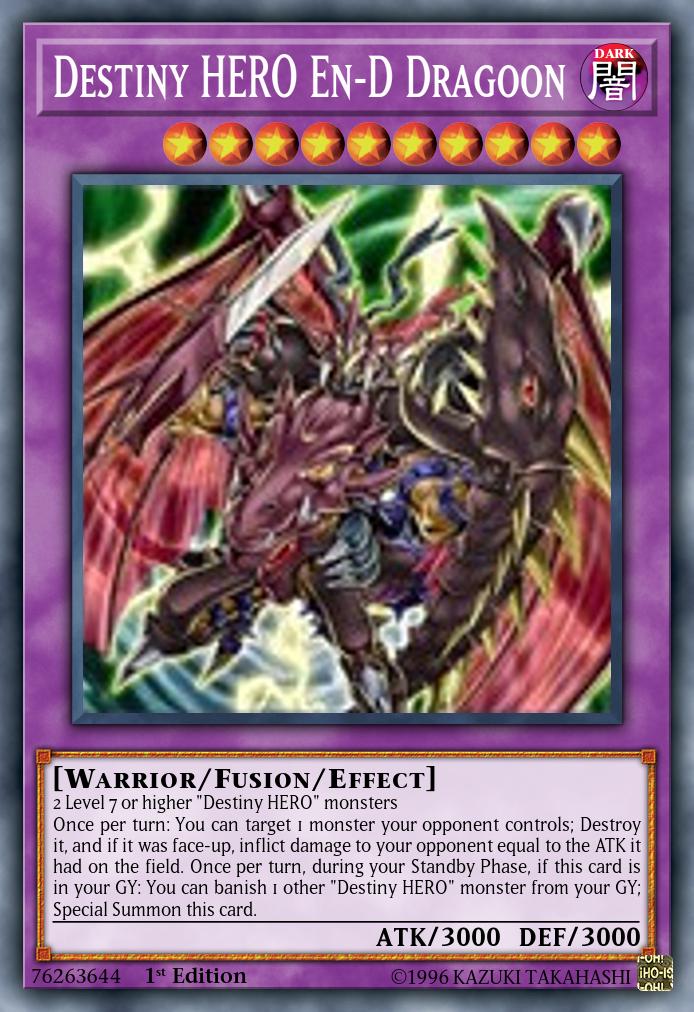 Destiny HERO En-D Dragoon
DARK
闇
[Warrior/Fusion/Effect]
2 Level 7 or higher "Destiny HERO" monsters
Once per turn: You can target 1 monster your opponent controls; Destroy
it, and if it was face-up, inflict damage to your opponent equal to the ATK it
had on the field. Once per turn, during your Standby Phase, if this card is
in your GY: You can banish 1 other "Destiny HERO" monster from your GY;
Special Summon this card.
ATK/3000 DEF/3000
76263644 1st Edition ©1996 KAZUKI TAKAHASHI